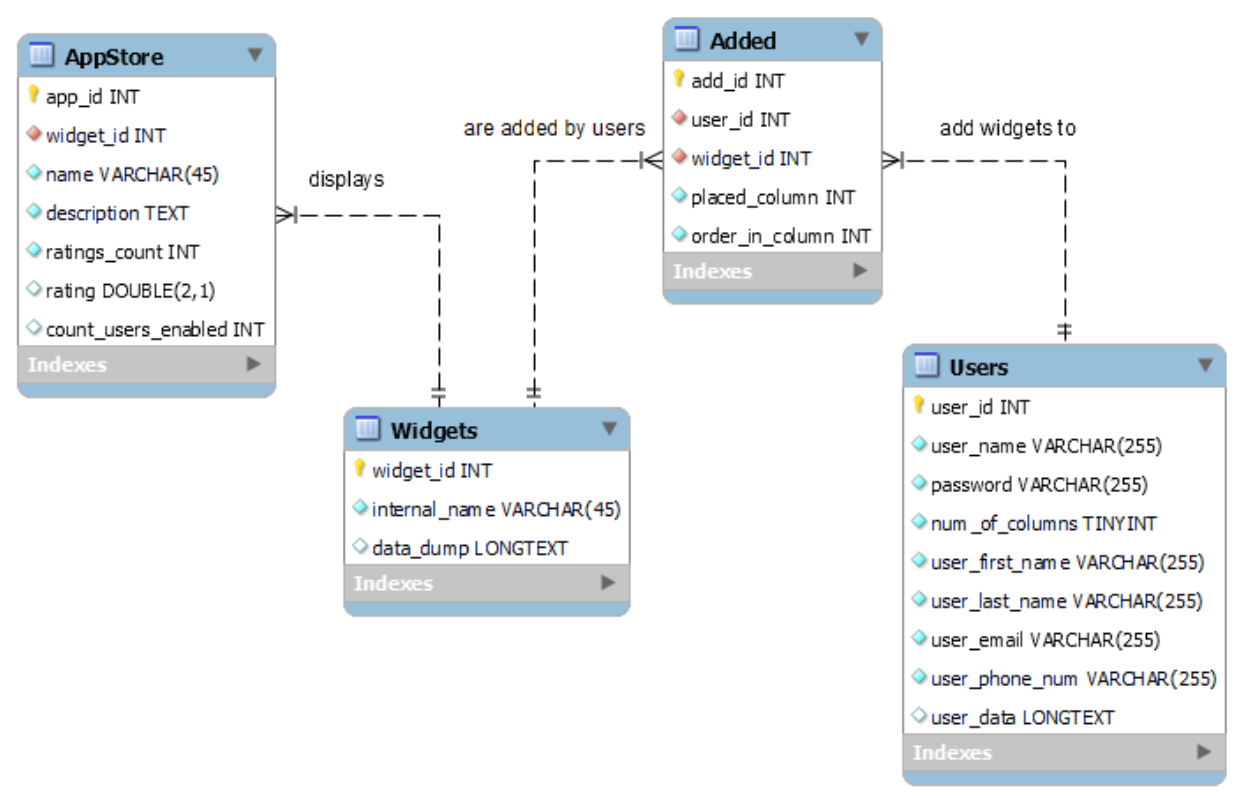 AppStore
app_id INT
widget_id INT
name VARCHAR(45)
description TEXT
ratings_count INT
rating DOUBLE(2,1)
count_users_enabled INT
Indexes
displays
are added by users
Added
add_id INT
user_id INT
widget_id INT
placed_column INT
order_in_column INT
Indexes
add widgets to
Widgets
widget_id INT
internal_name VARCHAR(45)
data_dump LONGTEXT
Indexes
Users
user_id INT
user_name VARCHAR(255)
password VARCHAR(255)
num_of_columns TINYINT
user_first_name VARCHAR(255)
user_last_name VARCHAR(255)
user_email VARCHAR(255)
user_phone_num VARCHAR(255)
user_data LONGTEXT
Indexes